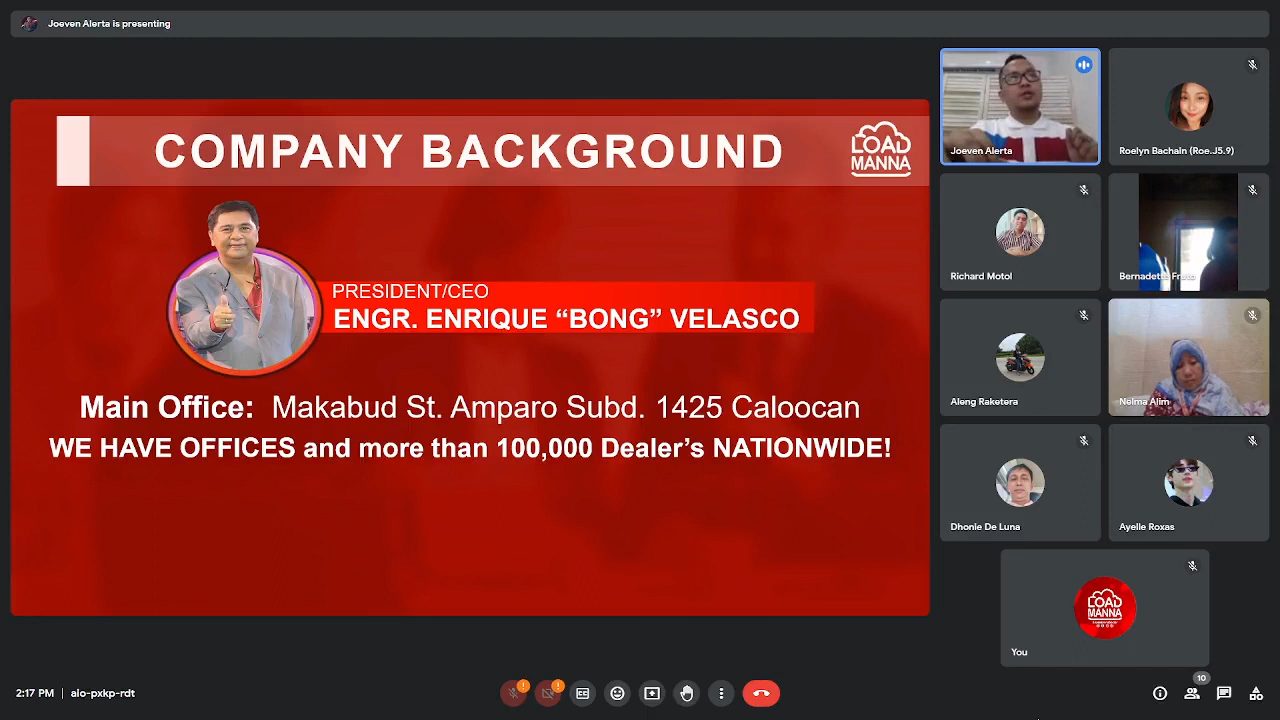 Joeven Alerta is presenting
COMPANY BACKGROUND
LOAD
MANNA
PRESIDENT/CEO
ENGR. ENRIQUE “BONG” VELASCO
Main Office: Makabud St. Amparo Subd. 1425 Caloocan
WE HAVE OFFICES and more than 100,000 Dealer's NATIONWIDE!
Joeven Alerta
Roelyn Bachain (Roe.J5.9)
Richard Motol
Bernadette
Aleng Raketera
Nelma Alim
Dhonie De Luna
Ayelle Roxas
LOAD
MANNA
You
2:17 PM | alo-pxkp-rdt
10